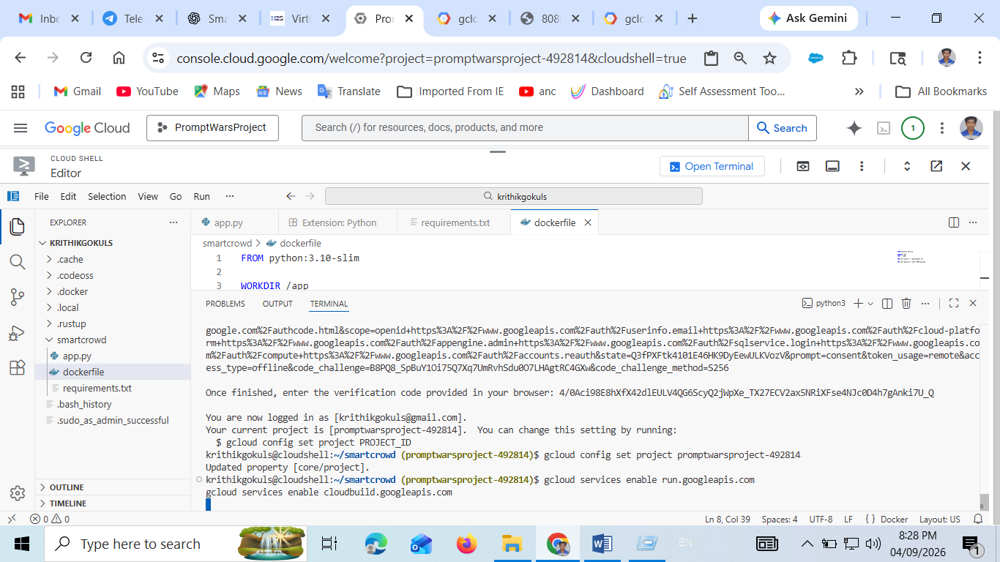 Inbo
Tele
Sma
Virtu
Pro
gclo
808
gclo
Ask Gemini
console.cloud.google.com/welcome?project=promptwarsproject-492814&cloudshell=true
Gmail
YouTube
Maps
News
Translate
Imported From IE
anc
Dashboard
Self Assessment Too...
All Bookmarks
Google Cloud
PromptWarsProject
Search (/) for resources, docs, products, and more
Search
1
CLOUD SHELL
Editor
Open Terminal
File Edit Selection View Go Run ...
krithikgokuls
EXPLORER
KRITHIKGOKULS
.cache
.codeoss
.docker
.local
.rustup
smartcrowd
app.py
dockerfile
requirements.txt
.bash_history
.sudo_as_admin_successful
OUTLINE
TIMELINE
app.py
Extension: Python
requirements.txt
dockerfile
smartcrowd > dockerfile
1 FROM python:3.10-slim
2
3 WORKDIR /app
PROBLEMS OUTPUT TERMINAL
python3
google.com%2Fauthcode.html&scope=openid+https%3A%2F%2Fwww.googleapis.com%2Fauth%2Fuserinfo.email+https%3A%2F%2Fwww.googleapis.com%2Fauth%2Fcloud-platfo
rm+https%3A%2F%2Fwww.googleapis.com%2Fauth%2Fappengine.admin+https%3A%2F%2Fwww.googleapis.com%2Fauth%2Fsqlservice.login+https%3A%2F%2Fwww.googleapis.co
m%2Fauth%2Fcompute+https%3A%2F%2Fwww.googleapis.com%2Fauth%2Faccounts.reauth&state=Q3fPXFtk4101E46HK9DyEewULKVozV&prompt=consent&token_usage=remote&acc
ess_type=offline&code_challenge=B8PQ8_SpBuY1Oi75Q7Xq7UmRvhSdu0O7LHAgtRC4GXw&code_challenge_method=S256
Once finished, enter the verification code provided in your browser: 4/0Aci98E8hXfX42dlEULV4QG6ScyQ2jWpXe_TX27ECV2ax5NRiXFse4NJc0D4h7gAnki7U_Q
You are now logged in as [krithikgokuls@gmail.com].
Your current project is [promptwarsproject-492814].  You can change this setting by running:
$ gcloud config set project PROJECT_ID
krithikgokuls@cloudshell:~/smartcrowd (promptwarsproject-492814)$ gcloud config set project promptwarsproject-492814
Updated property [core/project].
krithikgokuls@cloudshell:~/smartcrowd (promptwarsproject-492814)$ gcloud services enable run.googleapis.com
gcloud services enable cloudbuild.googleapis.com
0 0
Ln 8, Col 39 Spaces: 4 UTF-8 LF { } Docker Layout: US
Type here to search
EN
8:28 PM
04/09/2026
1